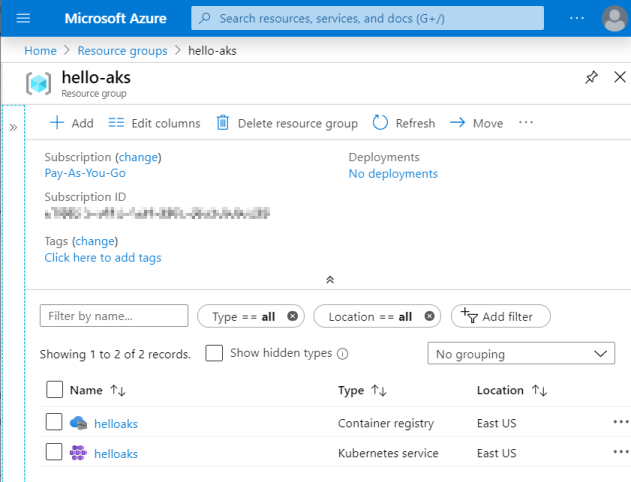 Microsoft Azure
Search resources, services, and docs (G+/)
Home > Resource groups > hello-aks
hello-aks
Resource group
Add Edit columns Delete resource group Refresh Move
Subscription (change)
Pay-As-You-Go
Deployments
No deployments
Subscription ID
Tags (change)
Click here to add tags
Filter by name...
Type == all
Location == all
Add filter
Showing 1 to 2 of 2 records.
Show hidden types
No grouping
Name Type Location
helloaks Container registry East US
helloaks Kubernetes service East US